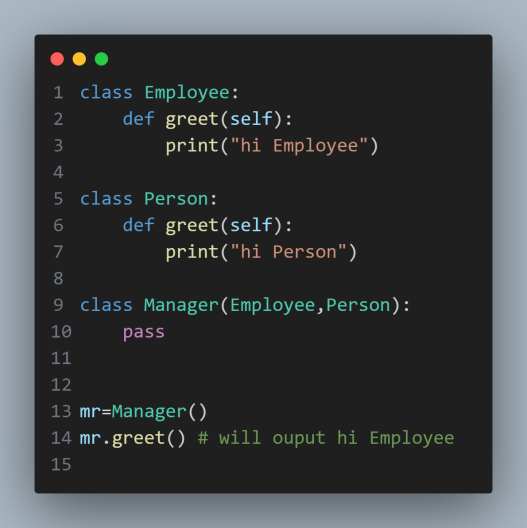 1 class Employee:
2     def greet(self):
3         print("hi Employee")
4
5 class Person:
6     def greet(self):
7         print("hi Person")
8
9 class Manager(Employee,Person):
10     pass
11
12
13 mr=Manager()
14 mr.greet() # will ouput hi Employee
15